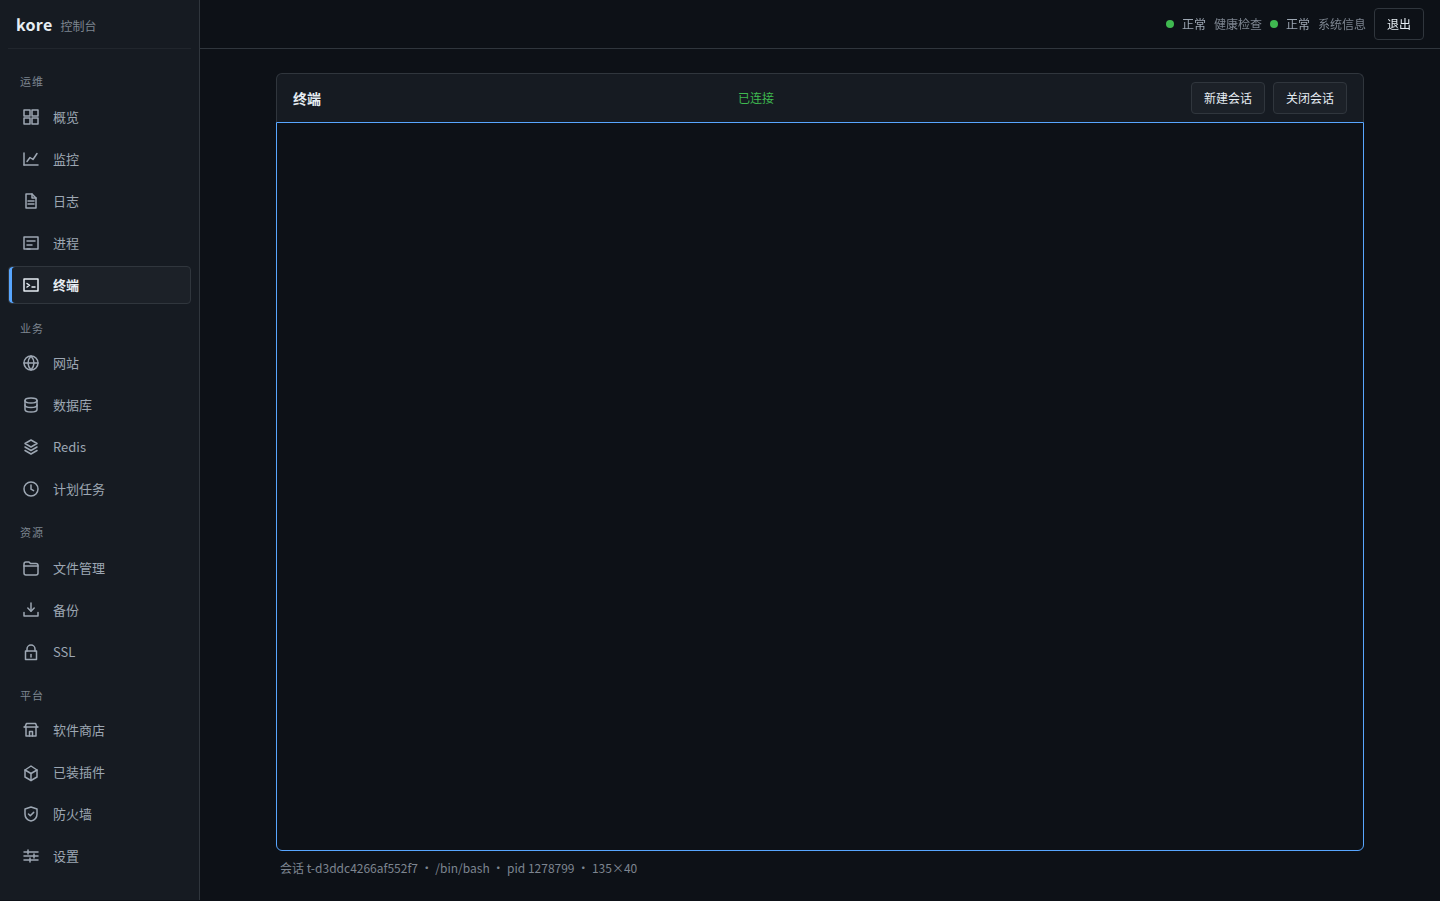 kore 控制台
正常 健康检查 正常 系统信息 退出
运维
概览
监控
日志
进程
终端
业务
网站
数据库
Redis
计划任务
资源
文件管理
备份
SSL
平台
软件商店
已装插件
防火墙
设置
终端 已连接 新建会话 关闭会话
会话 t-d3ddc4266af552f7 · /bin/bash · pid 1278799 · 135×40